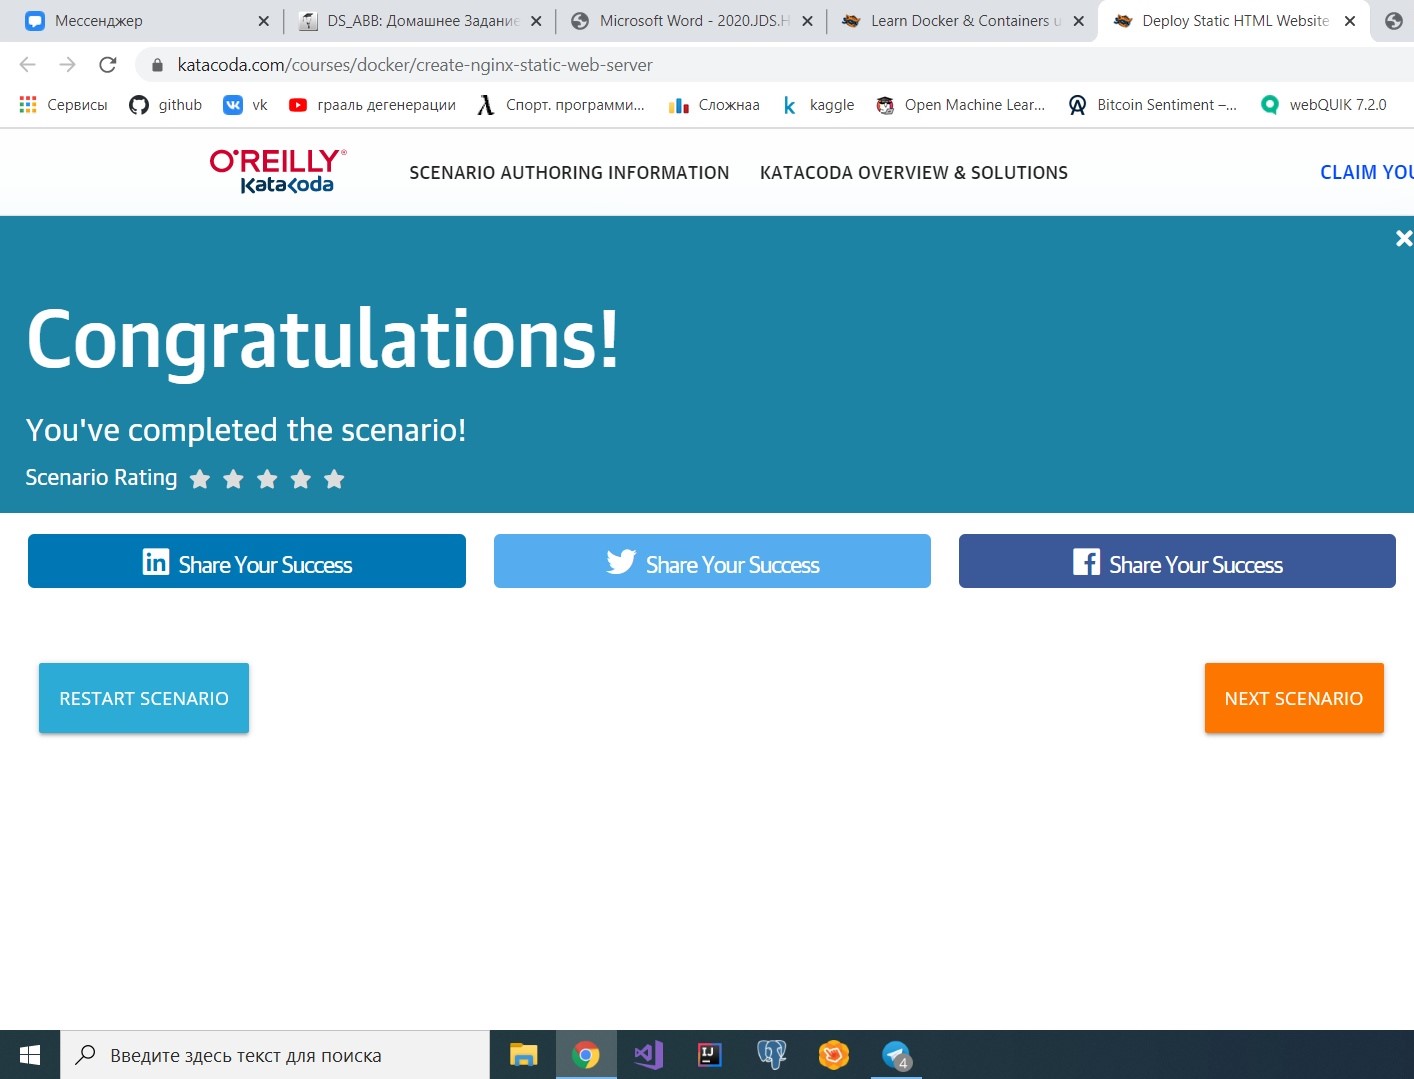 Мессенджер
DS_ABB: Домашнее Задание
Microsoft Word - 2020.JDS.H
Learn Docker & Containers u
Deploy Static HTML Website
katacoda.com/courses/docker/create-nginx-static-web-server
Сервисы
github
vk
грааль дегенерации
Спорт. программи...
Сложнаа
kaggle
Open Machine Lear...
Bitcoin Sentiment –...
webQUIK 7.2.0
O'REILLY®
KataKoda
SCENARIO AUTHORING INFORMATION
KATACODA OVERVIEW & SOLUTIONS
CLAIM YOU
Congratulations!
You've completed the scenario!
Scenario Rating
Share Your Success
Share Your Success
Share Your Success
RESTART SCENARIO
NEXT SCENARIO
Введите здесь текст для поиска
4